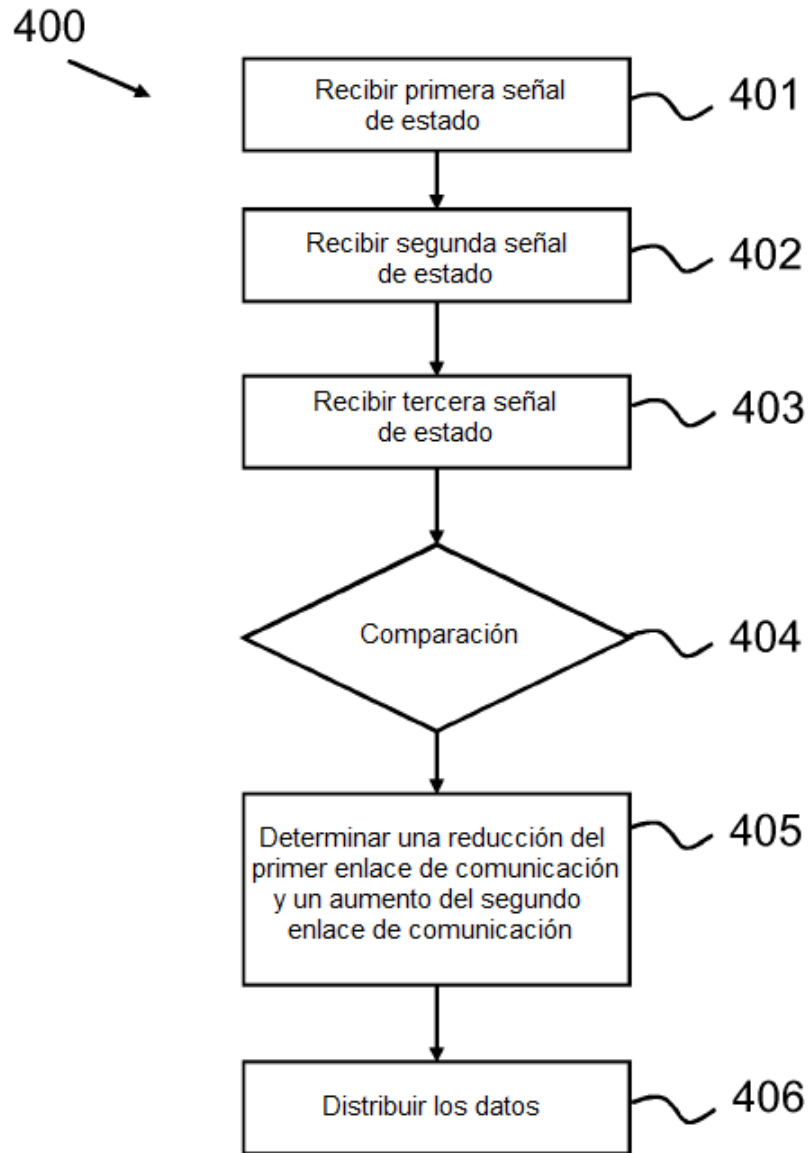 400
Recibir primera señal
de estado
401
Recibir segunda señal
de estado
402
Recibir tercera señal
de estado
403
Comparación
404
Determinar una reducción del
primer enlace de comunicación
y un aumento del segundo
enlace de comunicación
405
Distribuir los datos
406